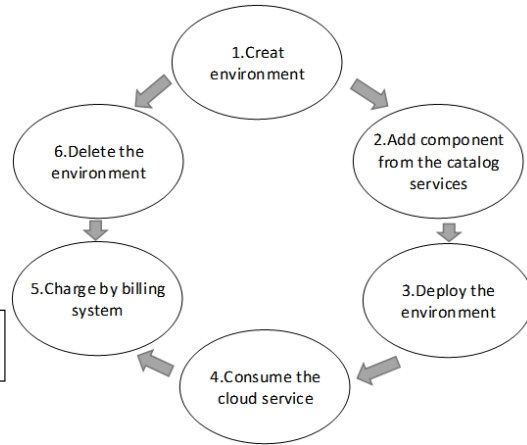 1.Creat
environment
2.Add component
from the catalog
services
3.Deploy the
environment
4.Consume the
cloud service
5.Charge by billing
system
6.Delete the
environment